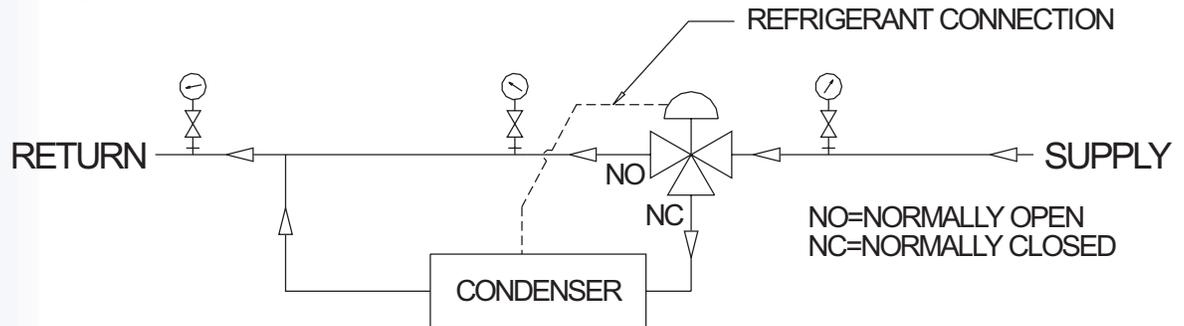 REFRIGERANT CONNECTION
RETURN
SUPPLY
NO
NC
NO=NORMALLY OPEN
NC=NORMALLY CLOSED
CONDENSER